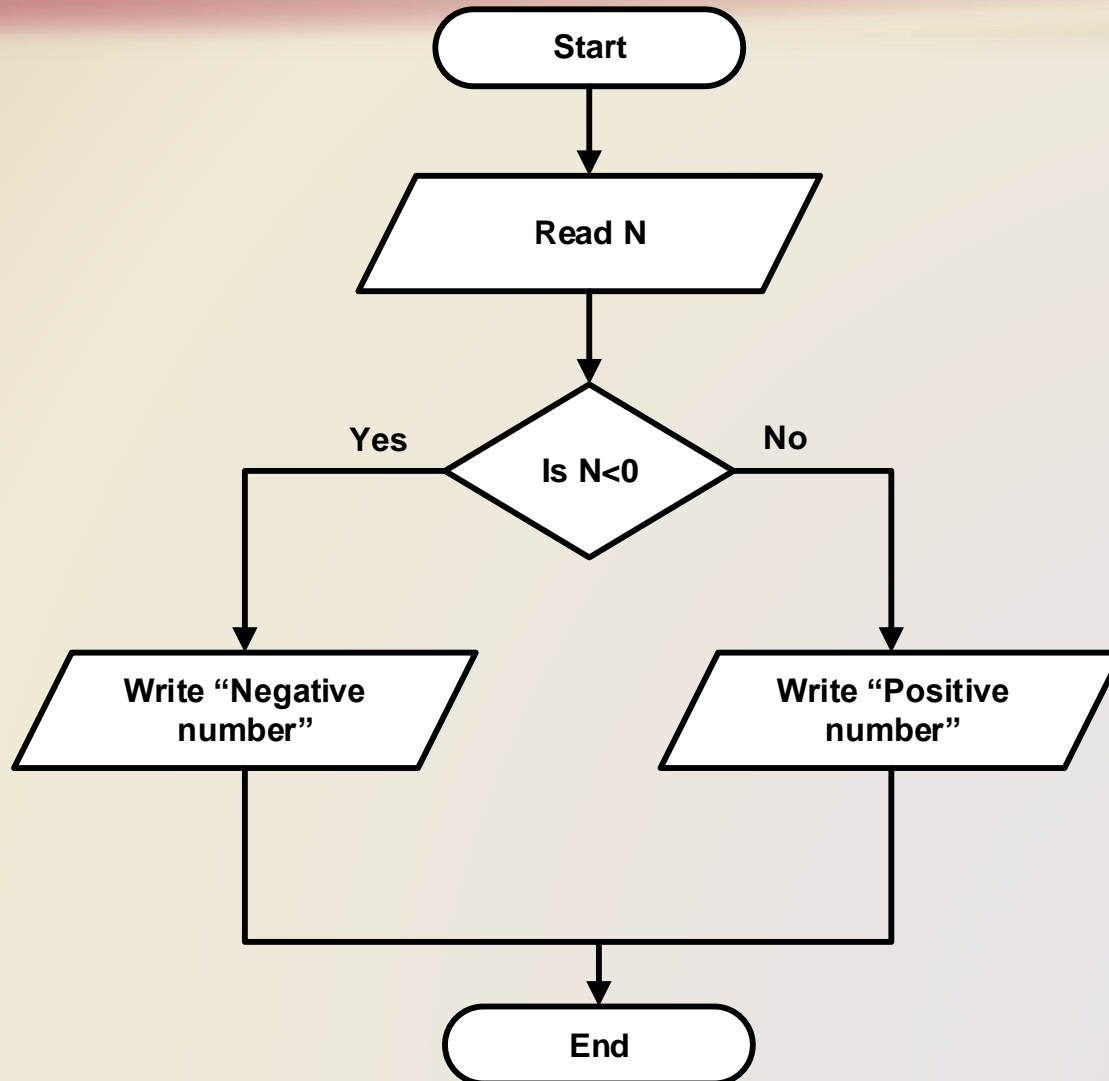 Start
Read N
Yes
No
Is N<0
Write “Negative
number”
Write “Positive
number”
End